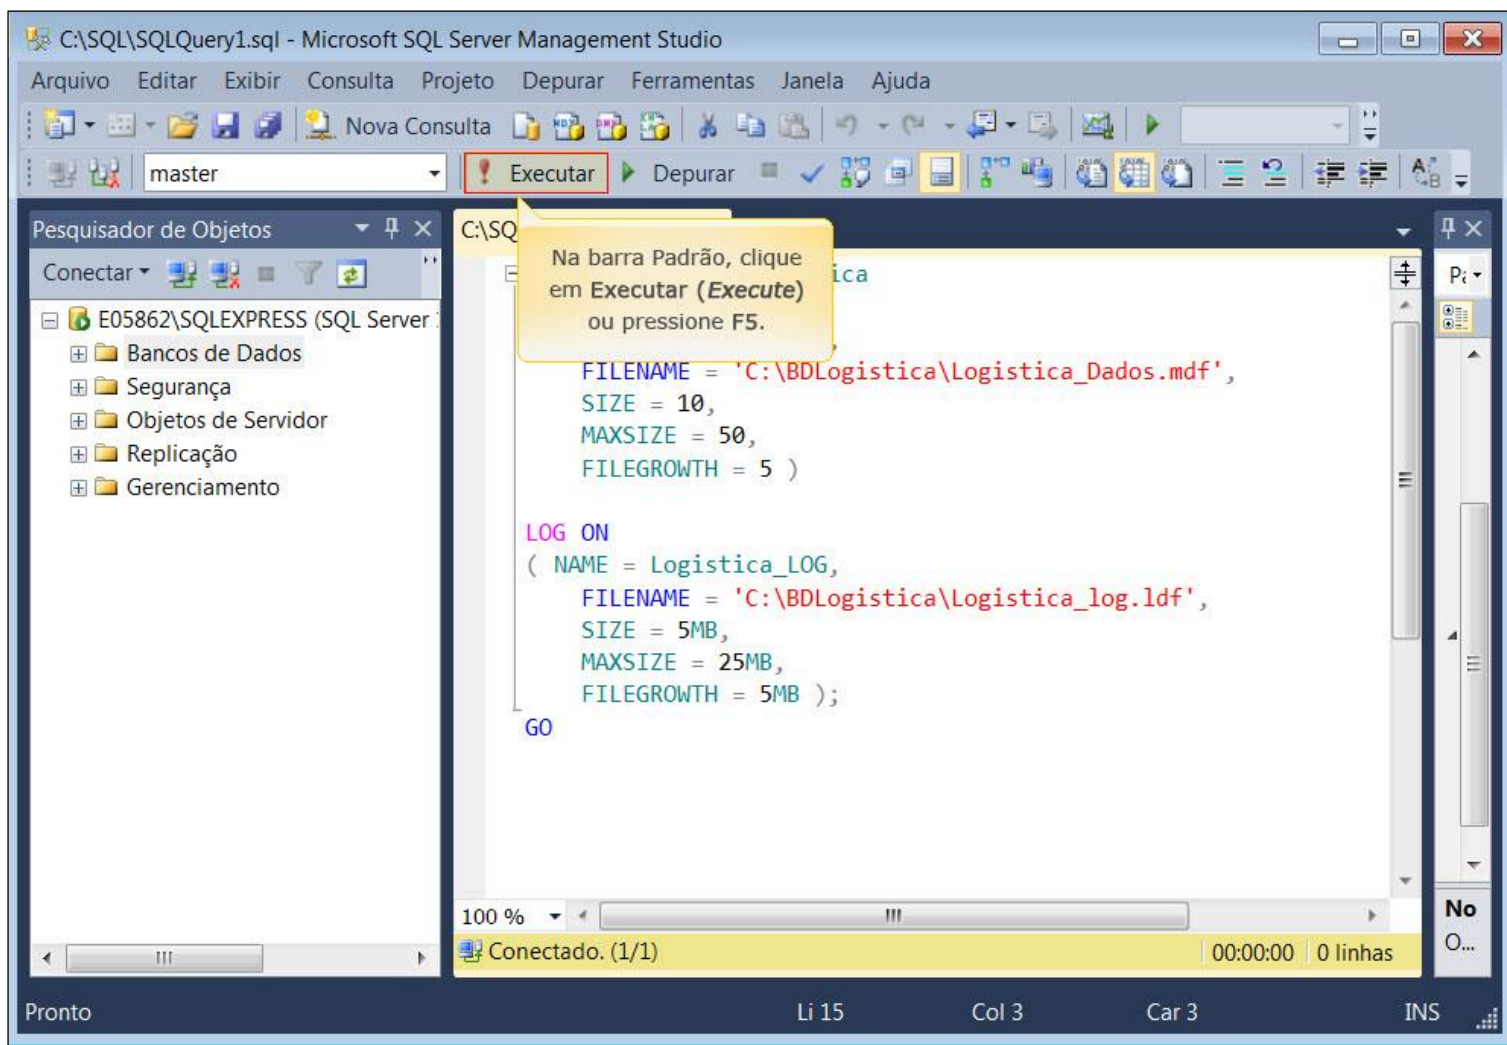 C:\SQL\SQLQuery1.sql - Microsoft SQL Server Management Studio
Arquivo Editar Exibir Consulta Projeto Depurar Ferramentas Janela Ajuda
Nova Consulta
master Executar Depurar
Pesquisador de Objetos
Conectar
E05862\SQLEXPRESS (SQL Server
Bancos de Dados
Segurança
Objetos de Servidor
Replicação
Gerenciamento
C:\SQ
Na barra Padrão, clique
em Executar (Execute)
ou pressione F5.
ica
,
FILENAME = 'C:\BDLogistica\Logistica_Dados.mdf',
SIZE = 10,
MAXSIZE = 50,
FILEGROWTH = 5 )
LOG ON
( NAME = Logistica_LOG,
FILENAME = 'C:\BDLogistica\Logistica_log.ldf',
SIZE = 5MB,
MAXSIZE = 25MB,
FILEGROWTH = 5MB );
GO
100 %
Conectado. (1/1) 00:00:00 0 linhas
No
O...
Pronto Li 15 Col 3 Car 3 INS